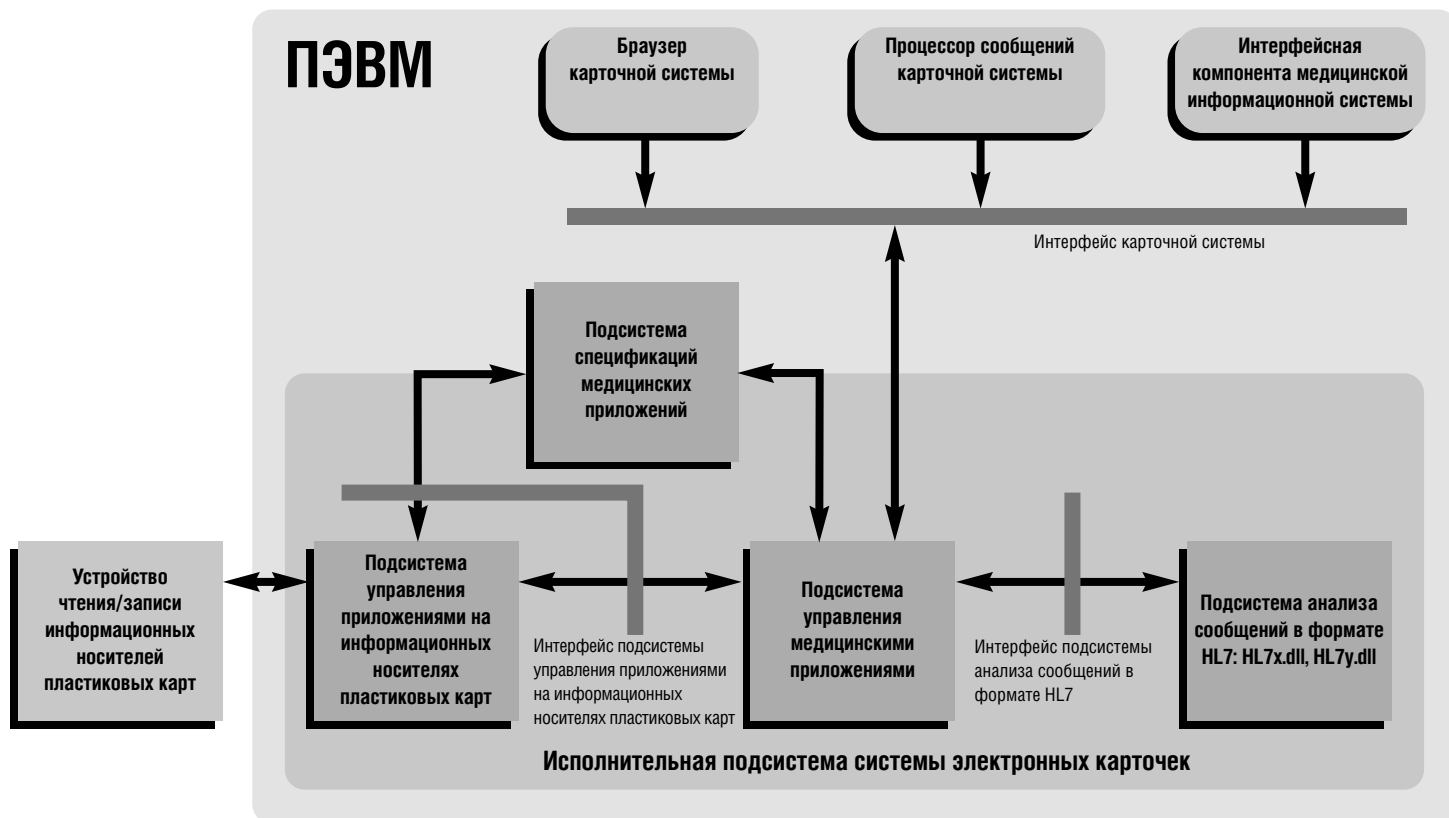 ПЭВМ
Браузер
карточной системы
Процессор сообщений
карточной системы
Интерфейсная
компонента медицинской
информационной системы
Интерфейс карточной системы
Подсистема
спецификаций
медицинских
приложений
Устройство
чтения/записи
информационных
носителей
пластиковых карт
Подсистема
управления
приложениями на
информационных
носителях
пластиковых карт
Интерфейс подсистемы
управления приложениями
на информационных
носителях пластиковых карт
Подсистема
управления
медицинскими
приложениями
Интерфейс подсистемы
анализа сообщений в
формате HL7
Подсистема анализа
сообщений в формате
HL7: HL7x.dll, HL7y.dll
Исполнительная подсистема системы электронных карточек